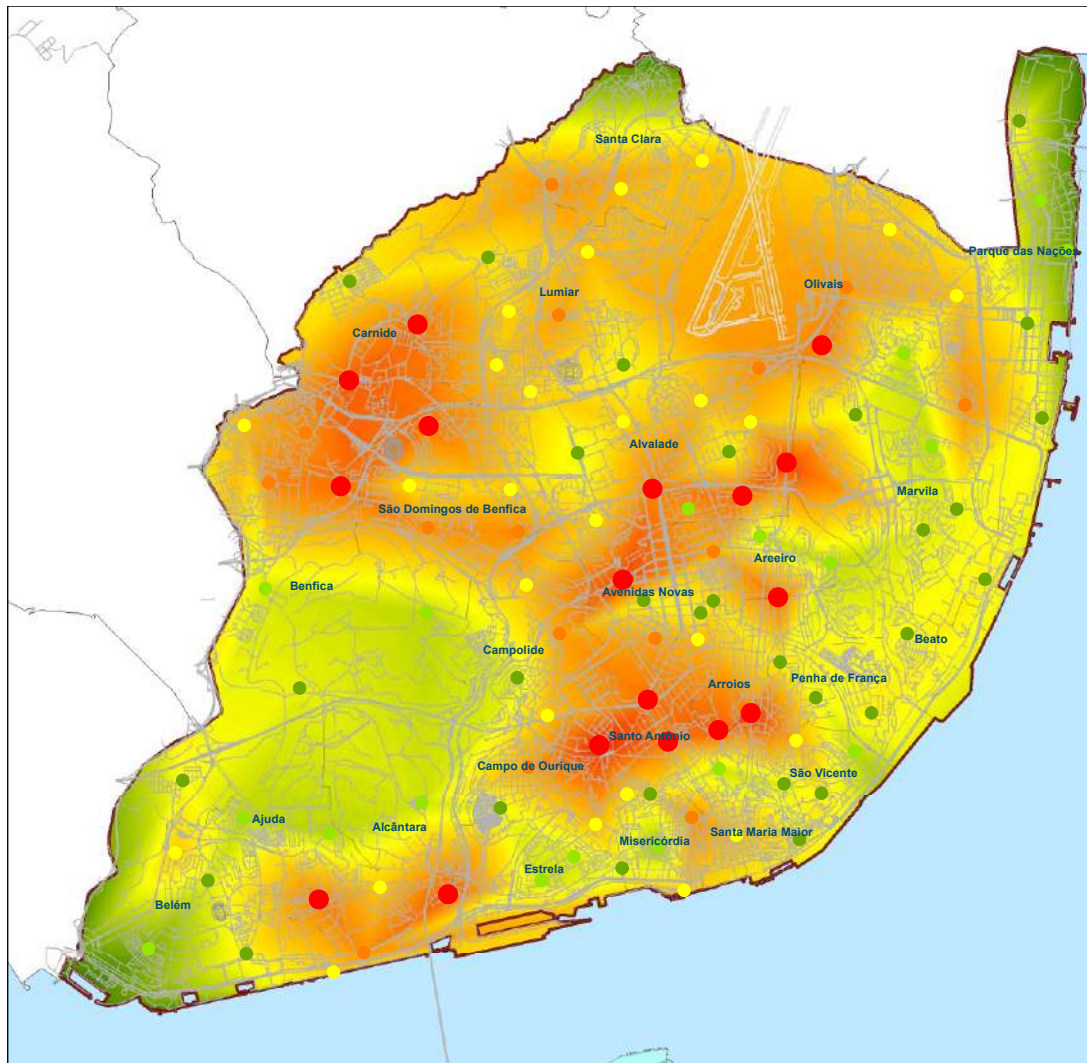 Santa Clara
Parque das Nações
Olivais
Lumiar
Carnide
Alvalade
Marvila
São Domingos de Benfica
Areeiro
Benfica
Avenidas Novas
Beato
Campolide
Penha de França
Arroios
Santo António
Campo de Ourique
São Vicente
Ajuda
Alcântara
Misericórdia
Santa Maria Maior
Estrela
Belém